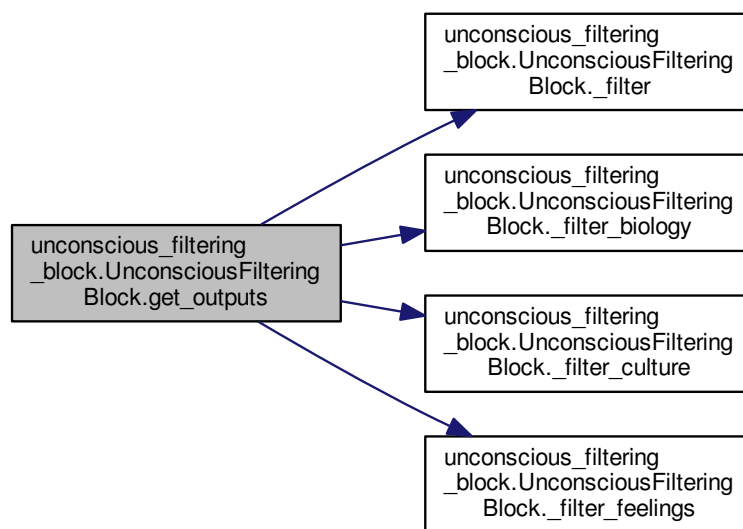 unconscious_filtering
_block.UnconsciousFiltering
Block._filter
unconscious_filtering
_block.UnconsciousFiltering
Block._filter_biology
unconscious_filtering
_block.UnconsciousFiltering
Block.get_outputs
unconscious_filtering
_block.UnconsciousFiltering
Block._filter_culture
unconscious_filtering
_block.UnconsciousFiltering
Block._filter_feelings